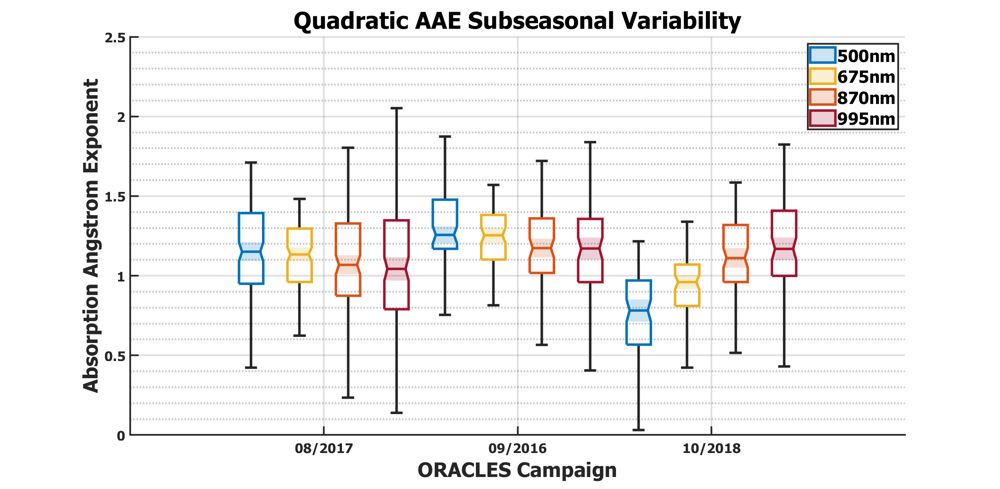 Quadratic AAE Subseasonal Variability
2.5
2
1.5
1
0.5
0
Absorption Angstrom Exponent
500nm
675nm
870nm
995nm
08/2017
09/2016
10/2018
ORACLES Campaign